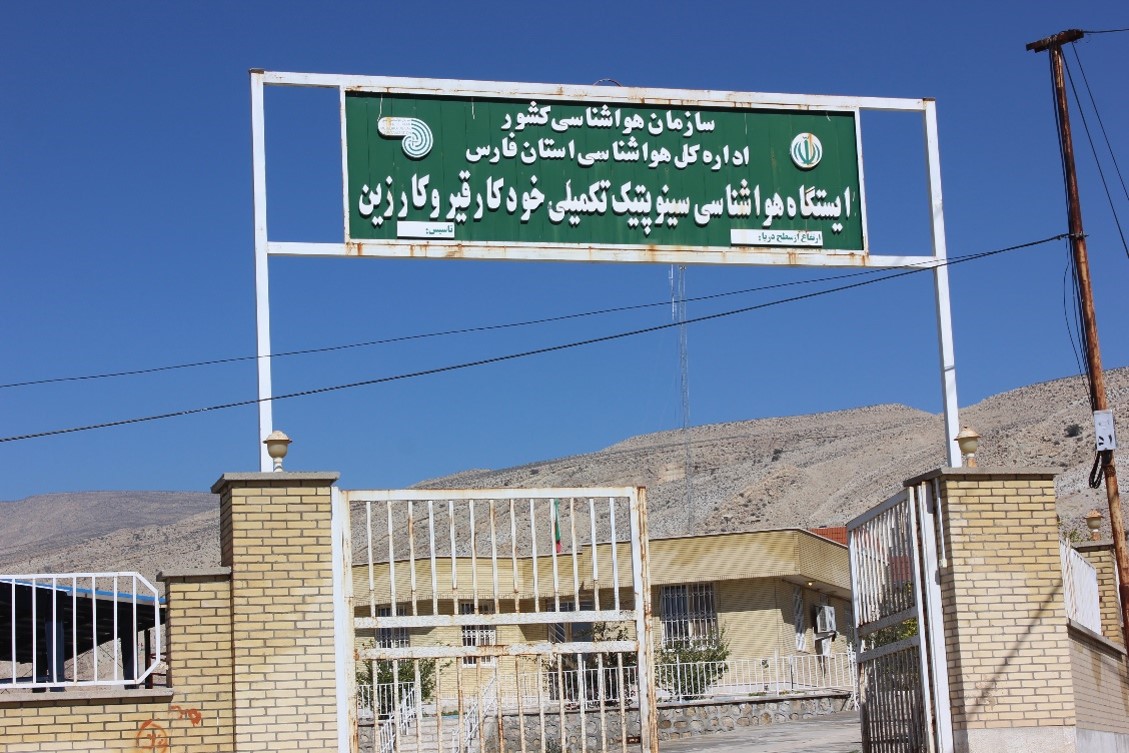 سازمان هواشناسی کشور
اداره کل هواشناسی استان فارس
ایستگاه هواشناسی سینوپتیک تکمیلی خودکار قیر و کارزین
ارتفاع از سطح دریا:
تاسیس: